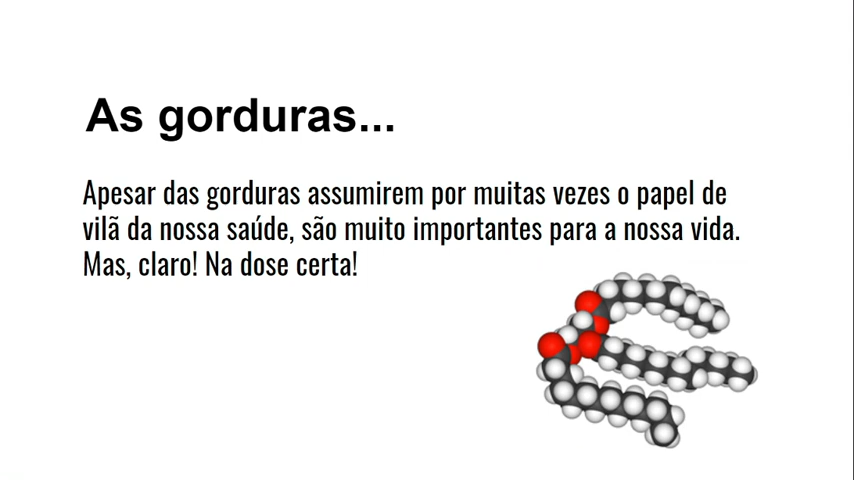 As gorduras...
Apesar das gorduras assumirem por muitas vezes o papel de
vilã da nossa saúde, são muito importantes para a nossa vida.
Mas, claro! Na dose certa!